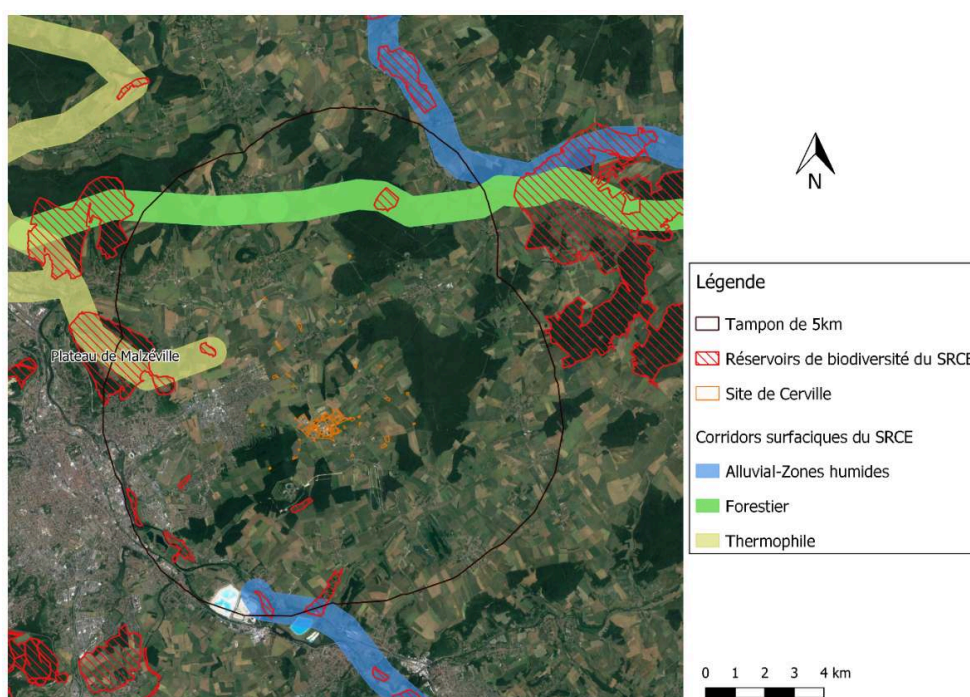 Plateau de Malzéville
N
Légende
Tampon de 5km
Réservoirs de biodiversité du SRCE
Site de Cerville
Corridors surfaciques du SRCE
Alluvial-Zones humides
Forestier
Thermophile
0 1 2 3 4 km